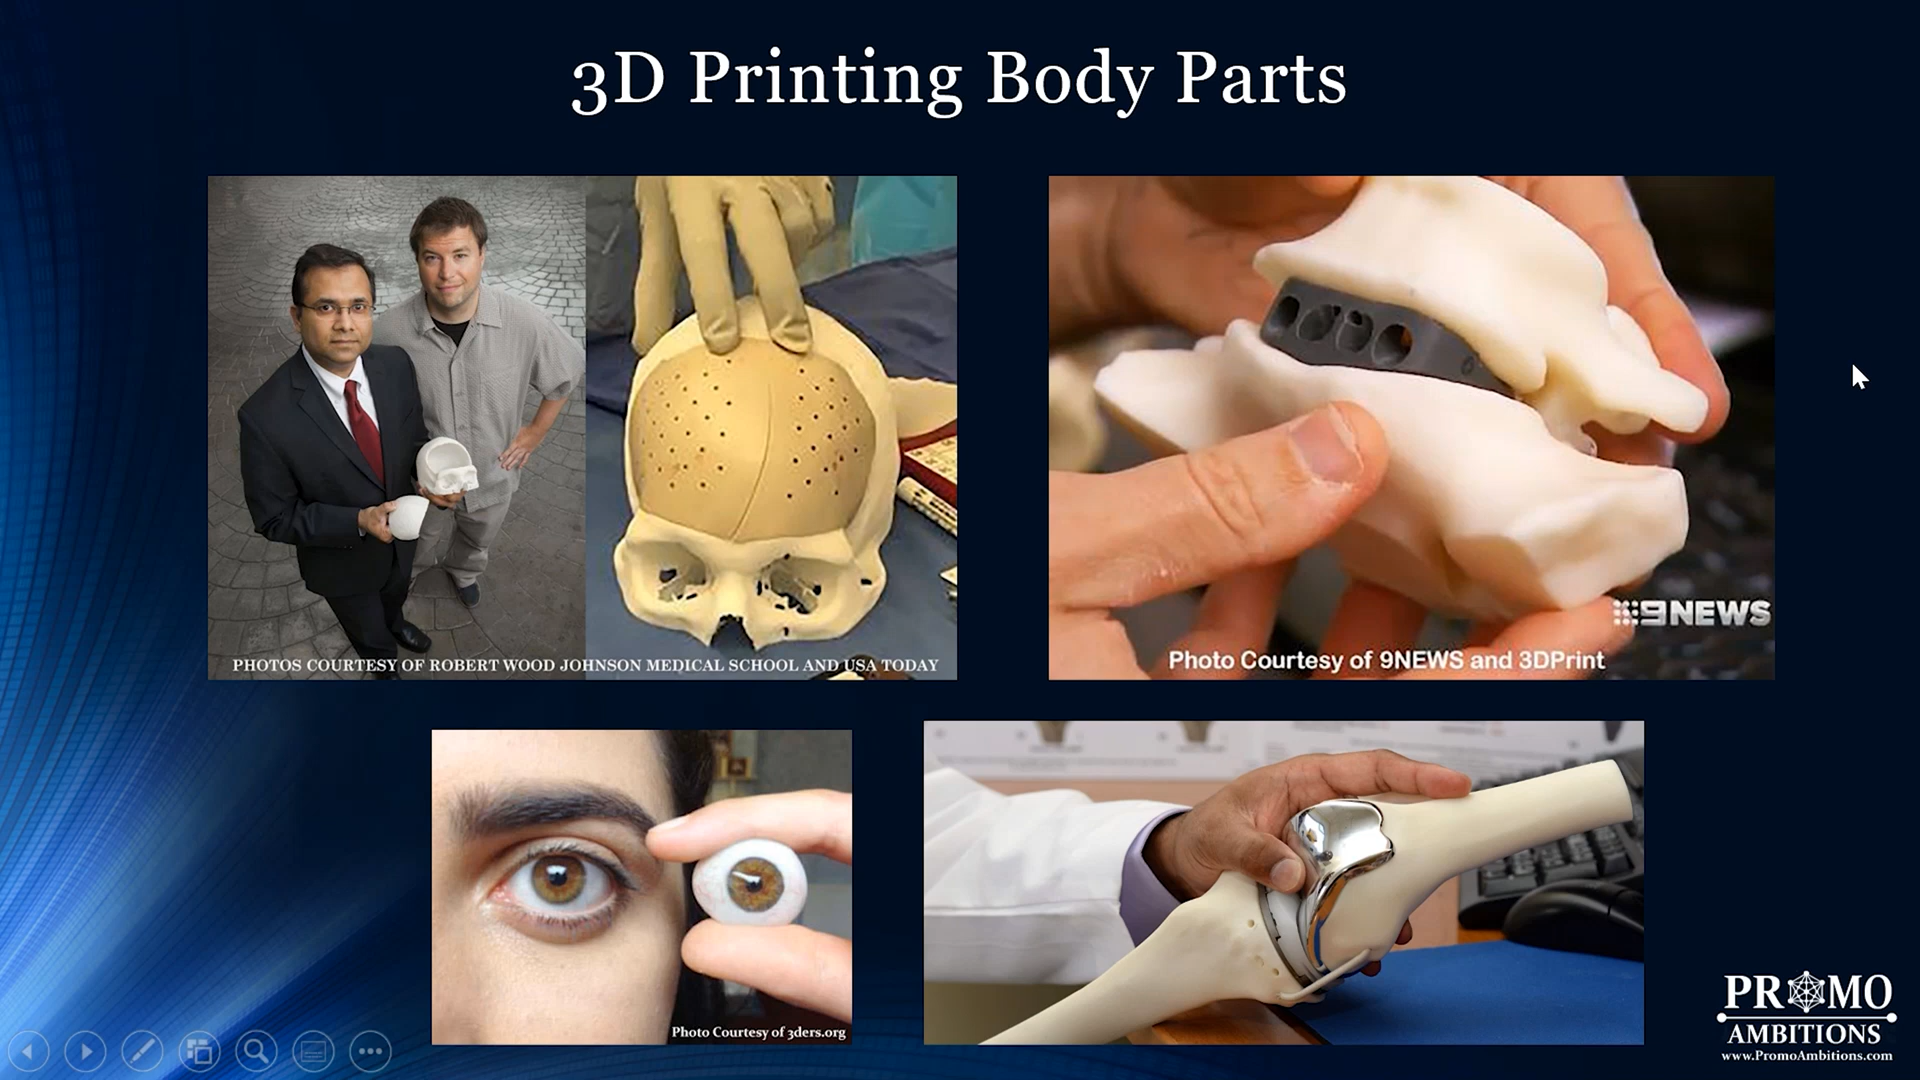 3D Printing Body Parts
PHOTOS COURTESY OF ROBERT WOOD JOHNSON MEDICAL SCHOOL AND USA TODAY
9NEWS
Photo Courtesy of 9NEWS and 3DPrint
Photo Courtesy of 3ders.org
PROMO
AMBITIONS
www.PromoAmbitions.com